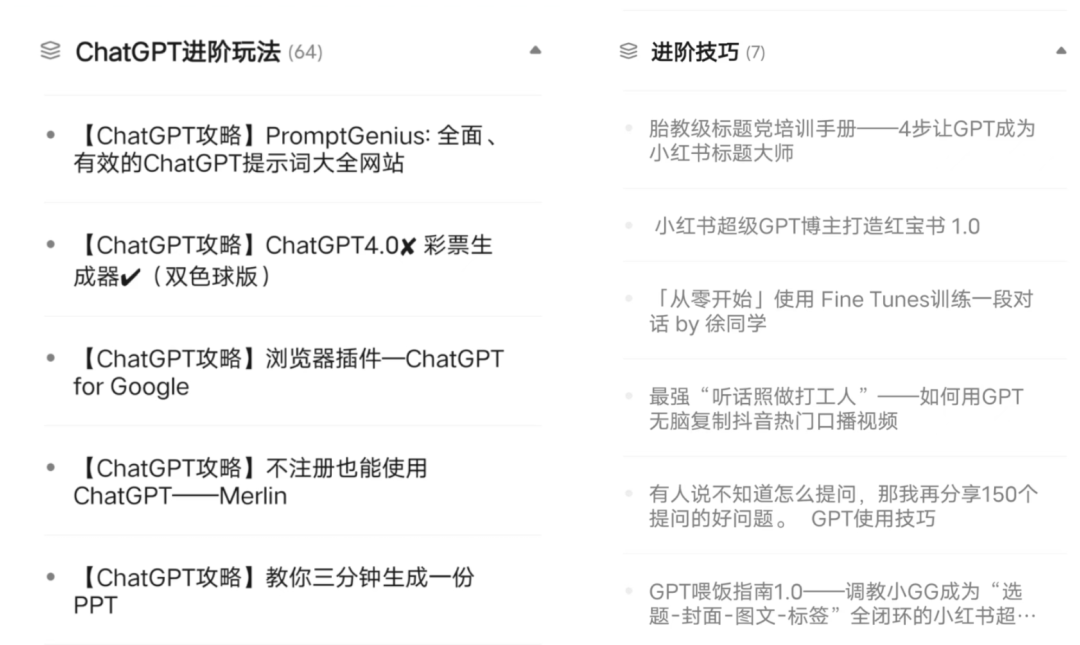 ChatGPT进阶玩法 (64)
【ChatGPT攻略】PromptGenius: 全面、
有效的ChatGPT提示词大全网站
【ChatGPT攻略】ChatGPT4.0✘ 彩票生
成器✔（双色球版）
【ChatGPT攻略】浏览器插件—ChatGPT
for Google
【ChatGPT攻略】不注册也能使用
ChatGPT——Merlin
【ChatGPT攻略】教你三分钟生成一份
PPT
进阶技巧 (7)
胎教级标题党培训手册——4步让GPT成为
小红书标题大师
小红书超级GPT博主打造红宝书 1.0
「从零开始」使用 Fine Tunes训练一段对
话 by 徐同学
最强“听话照做打工人”——如何用GPT
无脑复制抖音热门口播视频
有人说不知道怎么提问，那我再分享150个
提问的好问题。 GPT使用技巧
GPT喂饭指南1.0——调教小GG成为“选
题-封面-图文-标签”全闭环的小红书超…